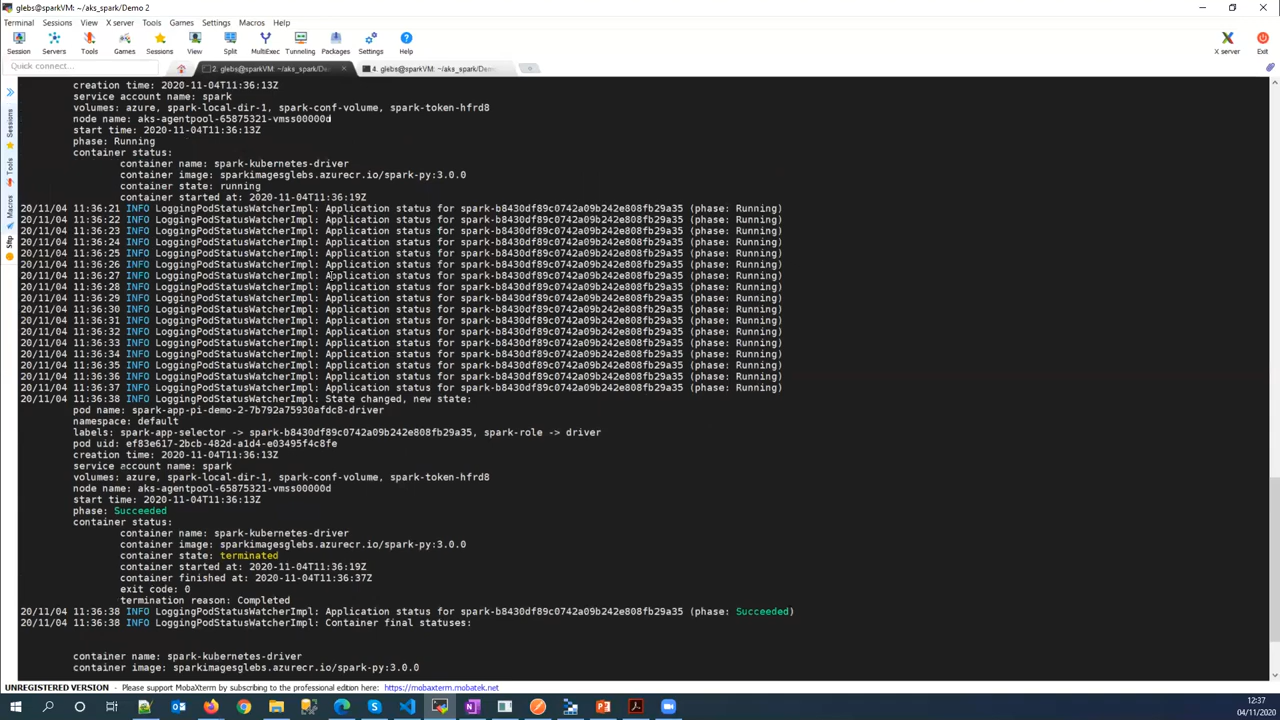 glebs@sparkVM: ~/aks_spark/Demo 2
Terminal Sessions View X server Tools Games Settings Macros Help
Session Servers Tools Games Sessions View Split MultiExec Tunneling Packages Settings Help X server Exit
Quick connect...
2. glebs@sparkVM: ~/aks_spark/De
4. glebs@sparkVM: ~/aks_spark/Dem
Sessions
Tools
Macros
Sftp
creation time: 2020-11-04T11:36:13Z
service account name: spark
volumes: azure, spark-local-dir-1, spark-conf-volume, spark-token-hfrd8
node name: aks-agentpool-65875321-vmss00000d
start time: 2020-11-04T11:36:13Z
phase: Running
container status:
container name: spark-kubernetes-driver
container image: sparkimagesglebs.azurecr.io/spark-py:3.0.0
container state: running
container started at: 2020-11-04T11:36:19Z
20/11/04 11:36:21 INFO LoggingPodStatusWatcherImpl: Application status for spark-b8430df89c0742a09b242e808fb29a35 (phase: Running)
20/11/04 11:36:22 INFO LoggingPodStatusWatcherImpl: Application status for spark-b8430df89c0742a09b242e808fb29a35 (phase: Running)
20/11/04 11:36:23 INFO LoggingPodStatusWatcherImpl: Application status for spark-b8430df89c0742a09b242e808fb29a35 (phase: Running)
20/11/04 11:36:24 INFO LoggingPodStatusWatcherImpl: Application status for spark-b8430df89c0742a09b242e808fb29a35 (phase: Running)
20/11/04 11:36:25 INFO LoggingPodStatusWatcherImpl: Application status for spark-b8430df89c0742a09b242e808fb29a35 (phase: Running)
20/11/04 11:36:26 INFO LoggingPodStatusWatcherImpl: Application status for spark-b8430df89c0742a09b242e808fb29a35 (phase: Running)
20/11/04 11:36:27 INFO LoggingPodStatusWatcherImpl: Application status for spark-b8430df89c0742a09b242e808fb29a35 (phase: Running)
20/11/04 11:36:28 INFO LoggingPodStatusWatcherImpl: Application status for spark-b8430df89c0742a09b242e808fb29a35 (phase: Running)
20/11/04 11:36:29 INFO LoggingPodStatusWatcherImpl: Application status for spark-b8430df89c0742a09b242e808fb29a35 (phase: Running)
20/11/04 11:36:30 INFO LoggingPodStatusWatcherImpl: Application status for spark-b8430df89c0742a09b242e808fb29a35 (phase: Running)
20/11/04 11:36:31 INFO LoggingPodStatusWatcherImpl: Application status for spark-b8430df89c0742a09b242e808fb29a35 (phase: Running)
20/11/04 11:36:32 INFO LoggingPodStatusWatcherImpl: Application status for spark-b8430df89c0742a09b242e808fb29a35 (phase: Running)
20/11/04 11:36:33 INFO LoggingPodStatusWatcherImpl: Application status for spark-b8430df89c0742a09b242e808fb29a35 (phase: Running)
20/11/04 11:36:34 INFO LoggingPodStatusWatcherImpl: Application status for spark-b8430df89c0742a09b242e808fb29a35 (phase: Running)
20/11/04 11:36:35 INFO LoggingPodStatusWatcherImpl: Application status for spark-b8430df89c0742a09b242e808fb29a35 (phase: Running)
20/11/04 11:36:36 INFO LoggingPodStatusWatcherImpl: Application status for spark-b8430df89c0742a09b242e808fb29a35 (phase: Running)
20/11/04 11:36:37 INFO LoggingPodStatusWatcherImpl: Application status for spark-b8430df89c0742a09b242e808fb29a35 (phase: Running)
20/11/04 11:36:38 INFO LoggingPodStatusWatcherImpl: State changed, new state:
pod name: spark-app-pi-demo-2-7b792a75930afdc8-driver
namespace: default
labels: spark-app-selector -> spark-b8430df89c0742a09b242e808fb29a35, spark-role -> driver
pod uid: ef83e617-2bcb-482d-a1d4-e03495f4c8fe
creation time: 2020-11-04T11:36:13Z
service account name: spark
volumes: azure, spark-local-dir-1, spark-conf-volume, spark-token-hfrd8
node name: aks-agentpool-65875321-vmss00000d
start time: 2020-11-04T11:36:13Z
phase: Succeeded
container status:
container name: spark-kubernetes-driver
container image: sparkimagesglebs.azurecr.io/spark-py:3.0.0
container state: terminated
container started at: 2020-11-04T11:36:19Z
container finished at: 2020-11-04T11:36:37Z
exit code: 0
termination reason: Completed
20/11/04 11:36:38 INFO LoggingPodStatusWatcherImpl: Application status for spark-b8430df89c0742a09b242e808fb29a35 (phase: Succeeded)
20/11/04 11:36:38 INFO LoggingPodStatusWatcherImpl: Container final statuses:
container name: spark-kubernetes-driver
container image: sparkimagesglebs.azurecr.io/spark-py:3.0.0
UNREGISTERED VERSION - Please support MobaXterm by subscribing to the professional edition here: https://mobaxterm.mobatek.net
12:37
04/11/2020